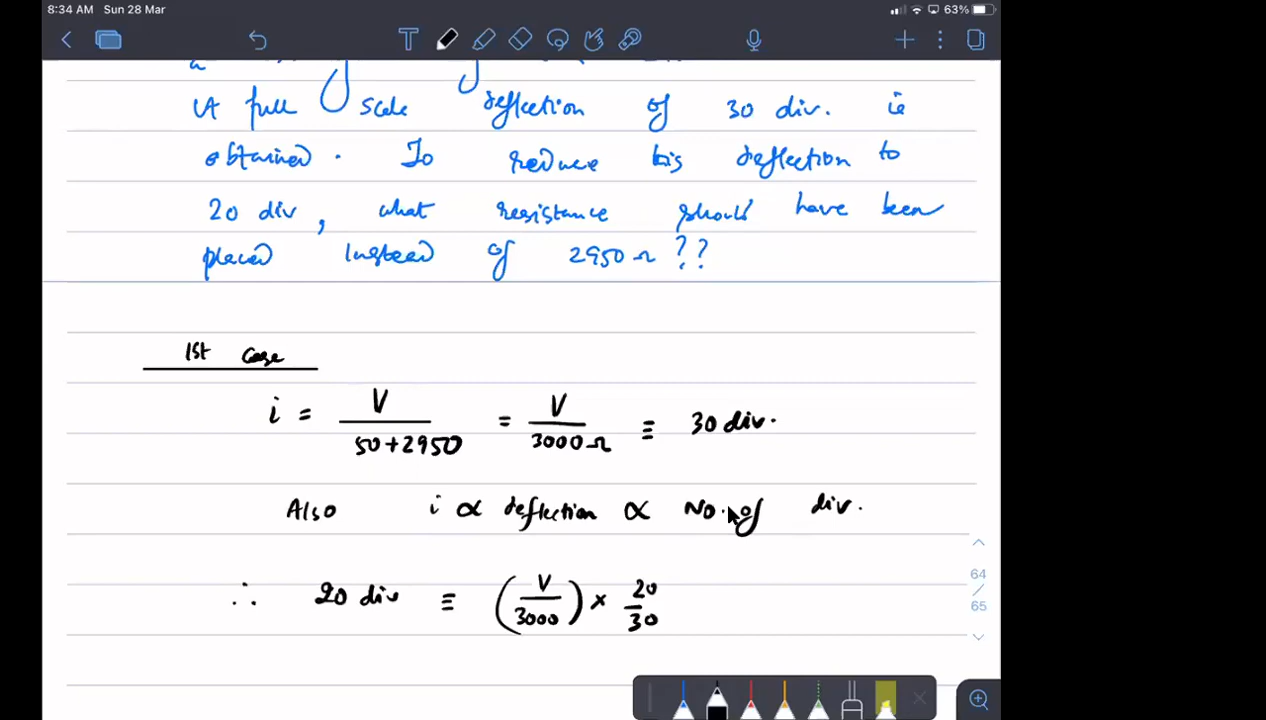 8:34 AM Sun 28 Mar 63%
A full scale deflection of 30 div. is
obtained. To reduce this deflection to
20 div, what resistance should have been
placed instead of 2950 Ω ??
1st Case
i = V / 50+2950 = V / 3000 Ω ≡ 30 div.
Also i ∝ deflection ∝ No. of div.
∴ 20 div ≡ (V / 3000) × 20 / 30
64
/
65